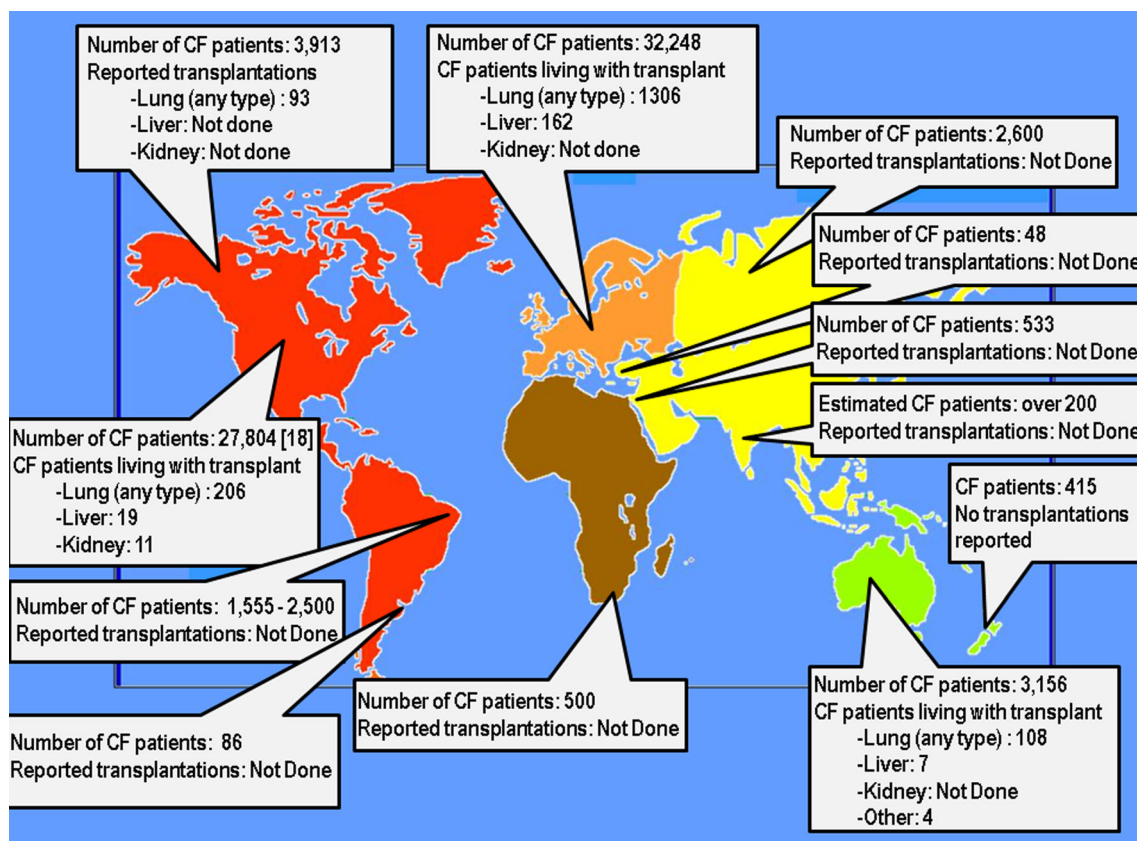 Number of CF patients: 3,913
Reported transplantations
-Lung (any type) : 93
-Liver: Not done
-Kidney: Not done
Number of CF patients: 32,248
CF patients living with transplant
-Lung (any type) : 1306
-Liver: 162
-Kidney: Not done
Number of CF patients: 2,600
Reported transplantations: Not Done
Number of CF patients: 48
Reported transplantations: Not Done
Number of CF patients: 533
Reported transplantations: Not Done
Estimated CF patients: over 200
Reported transplantations: Not Done
Number of CF patients: 27,804 [18]
CF patients living with transplant
-Lung (any type) : 206
-Liver: 19
-Kidney: 11
CF patients: 415
No transplantations
reported
Number of CF patients: 1,555 - 2,500
Reported transplantations: Not Done
Number of CF patients: 86
Reported transplantations: Not Done
Number of CF patients: 500
Reported transplantations: Not Done
Number of CF patients: 3,156
CF patients living with transplant
-Lung (any type) : 108
-Liver: 7
-Kidney: Not Done
-Other: 4